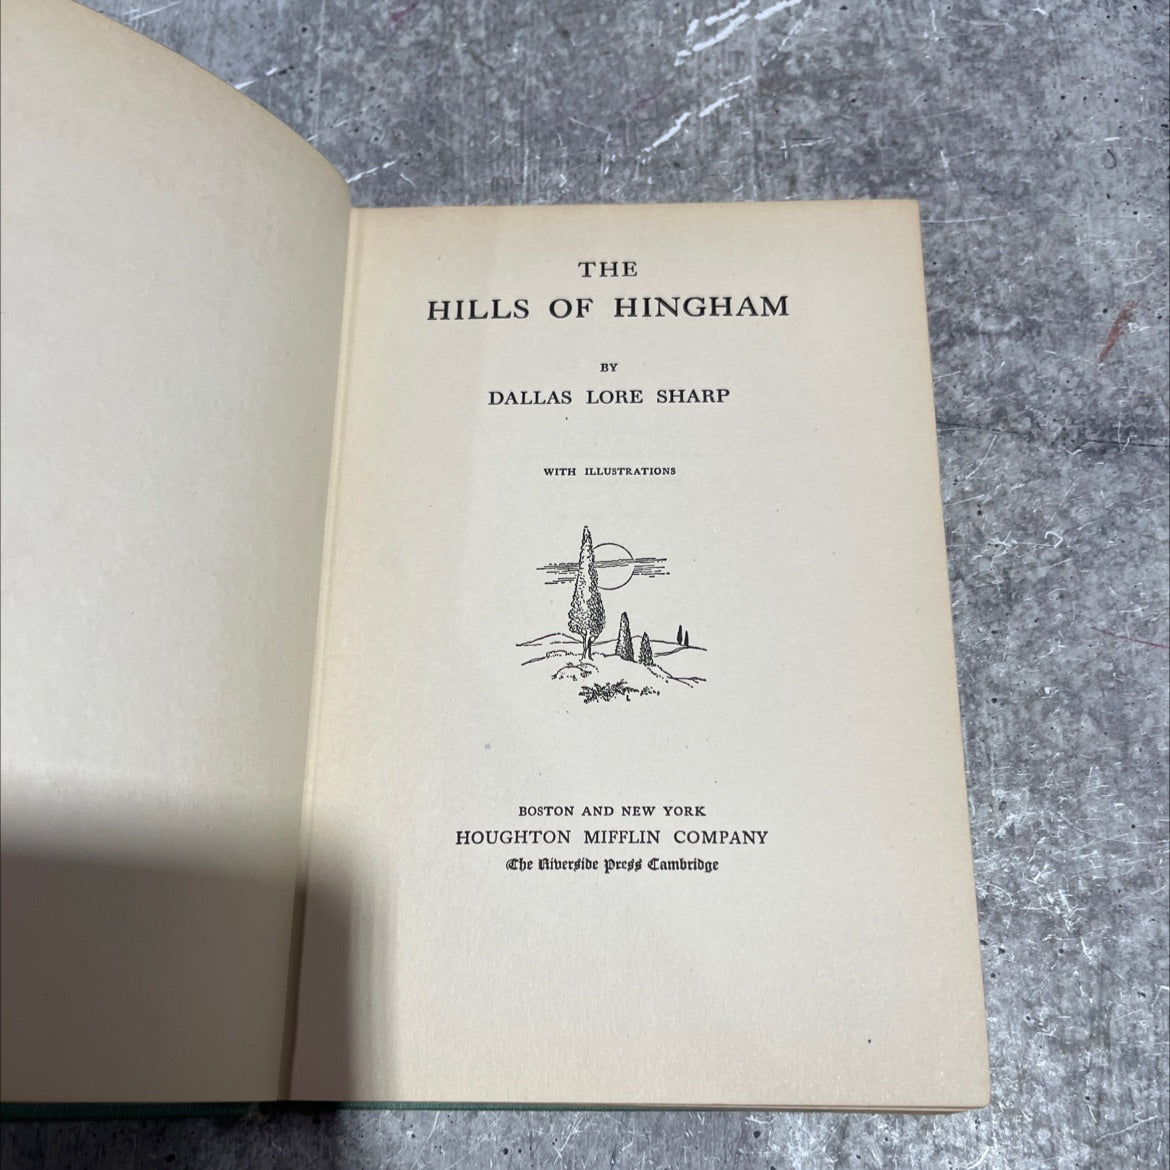 THE
HILLS OF HINGHAM
BY
DALLAS LORE SHARP
WITH ILLUSTRATIONS
BOSTON AND NEW YORK
HOUGHTON MIFFLIN COMPANY
The Riverside Press Cambridge